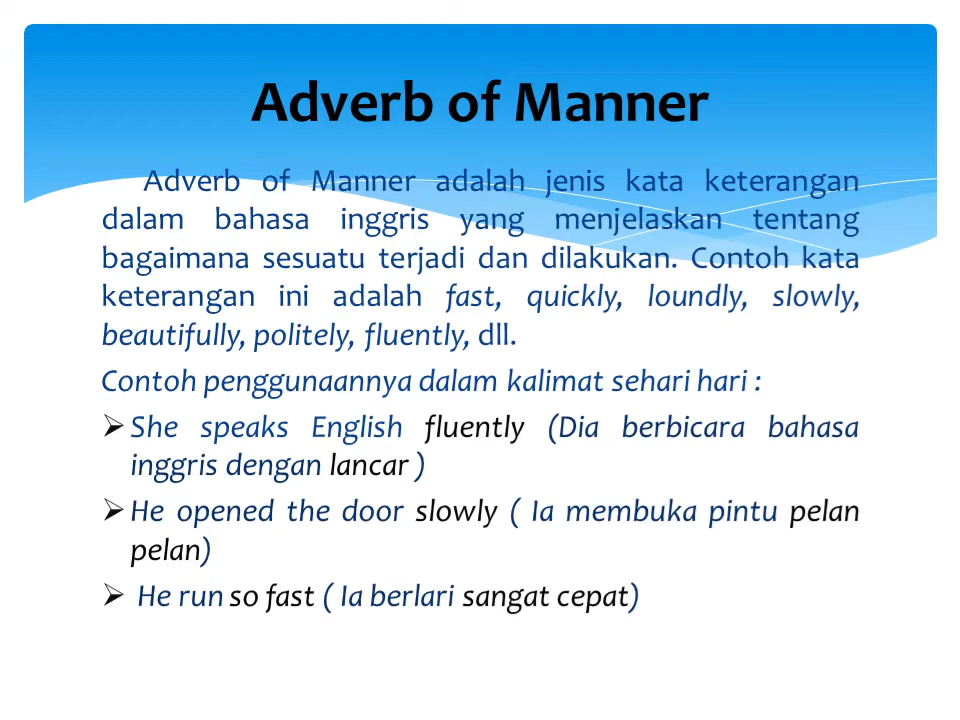 Adverb of Manner
Adverb of Manner adalah jenis kata keterangan
dalam bahasa inggris yang menjelaskan tentang
bagaimana sesuatu terjadi dan dilakukan. Contoh kata
keterangan ini adalah fast, quickly, loundly, slowly,
beautifully, politely, fluently, dll.
Contoh penggunaannya dalam kalimat sehari hari :
➢ She speaks English fluently (Dia berbicara bahasa
inggris dengan lancar )
➢ He opened the door slowly ( Ia membuka pintu pelan
pelan)
➢ He run so fast ( Ia berlari sangat cepat)